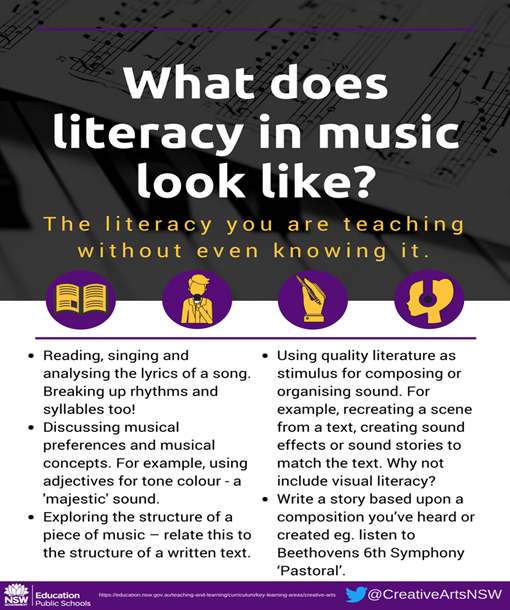 What does
literacy in music
look like?
The literacy you are teaching
without even knowing it.
• Reading, singing and
analysing the lyrics of a song.
Breaking up rhythms and
syllables too!
• Discussing musical
preferences and musical
concepts. For example, using
adjectives for tone colour - a
'majestic' sound.
• Exploring the structure of a
piece of music – relate this to
the structure of a written text.
• Using quality literature as
stimulus for composing or
organising sound. For
example, recreating a scene
from a text, creating sound
effects or sound stories to
match the text. Why not
include visual literacy?
• Write a story based upon a
composition you've heard or
created eg. listen to
Beethovens 6th Symphony
‘Pastoral’.
NSW
GOVERNMENT
Education
Public Schools
https://education.nsw.gov.au/teaching-and-learning/curriculum/key-learning-areas/creative-arts
@CreativeArtsNSW